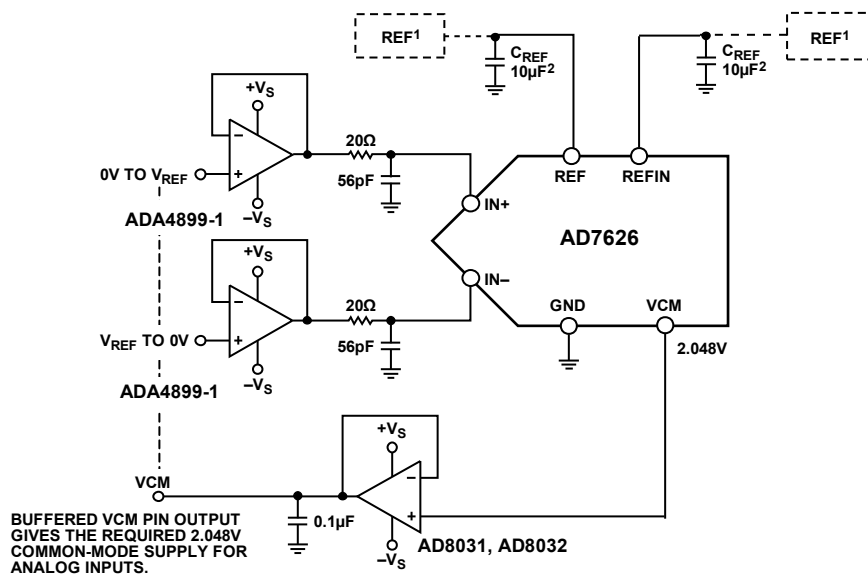 REF1
CREF
10µF2
CREF
10µF2
REF1
+VS
−
+
−VS
0V TO VREF
ADA4899-1
20Ω
56pF
REF
REFIN
IN+
AD7626
IN−
GND
VCM
2.048V
+VS
−
+
−VS
VREF TO 0V
ADA4899-1
20Ω
56pF
VCM
+VS
−
+
−VS
0.1µF
AD8031, AD8032
BUFFERED VCM PIN OUTPUT
GIVES THE REQUIRED 2.048V
COMMON-MODE SUPPLY FOR
ANALOG INPUTS.